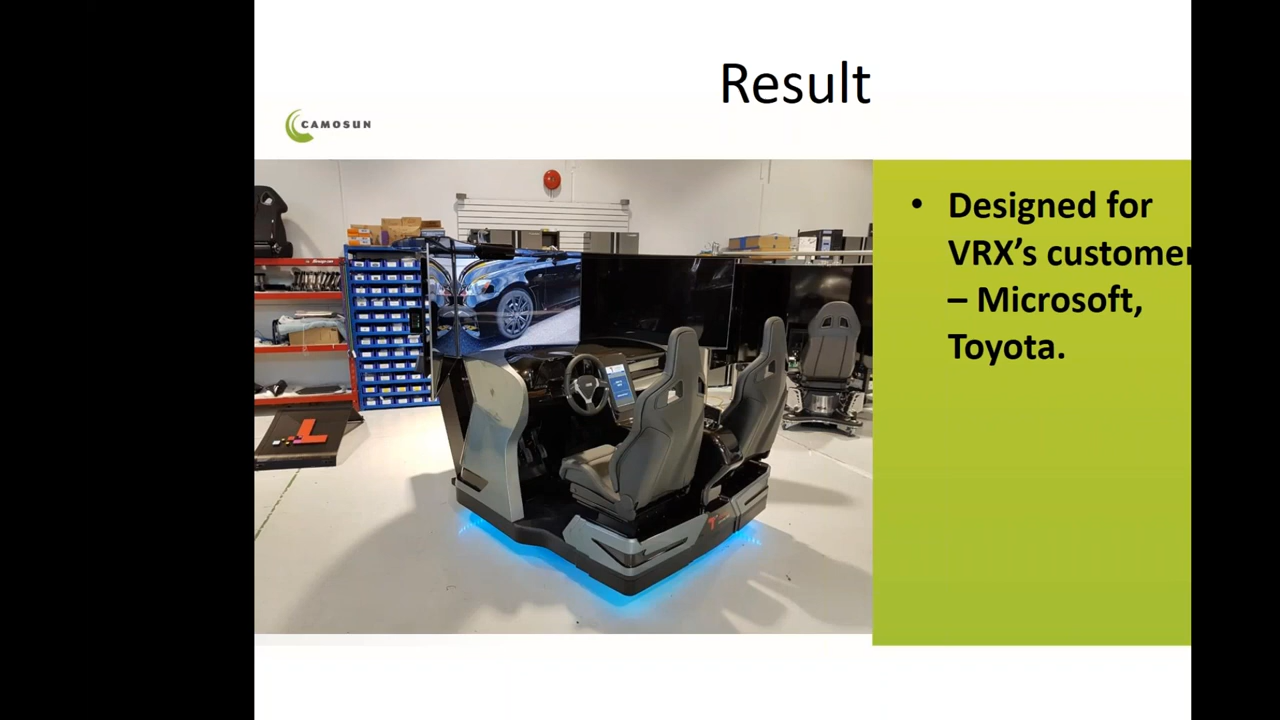 Result
CAMOSUN
• Designed for
VRX’s customer
– Microsoft,
Toyota.